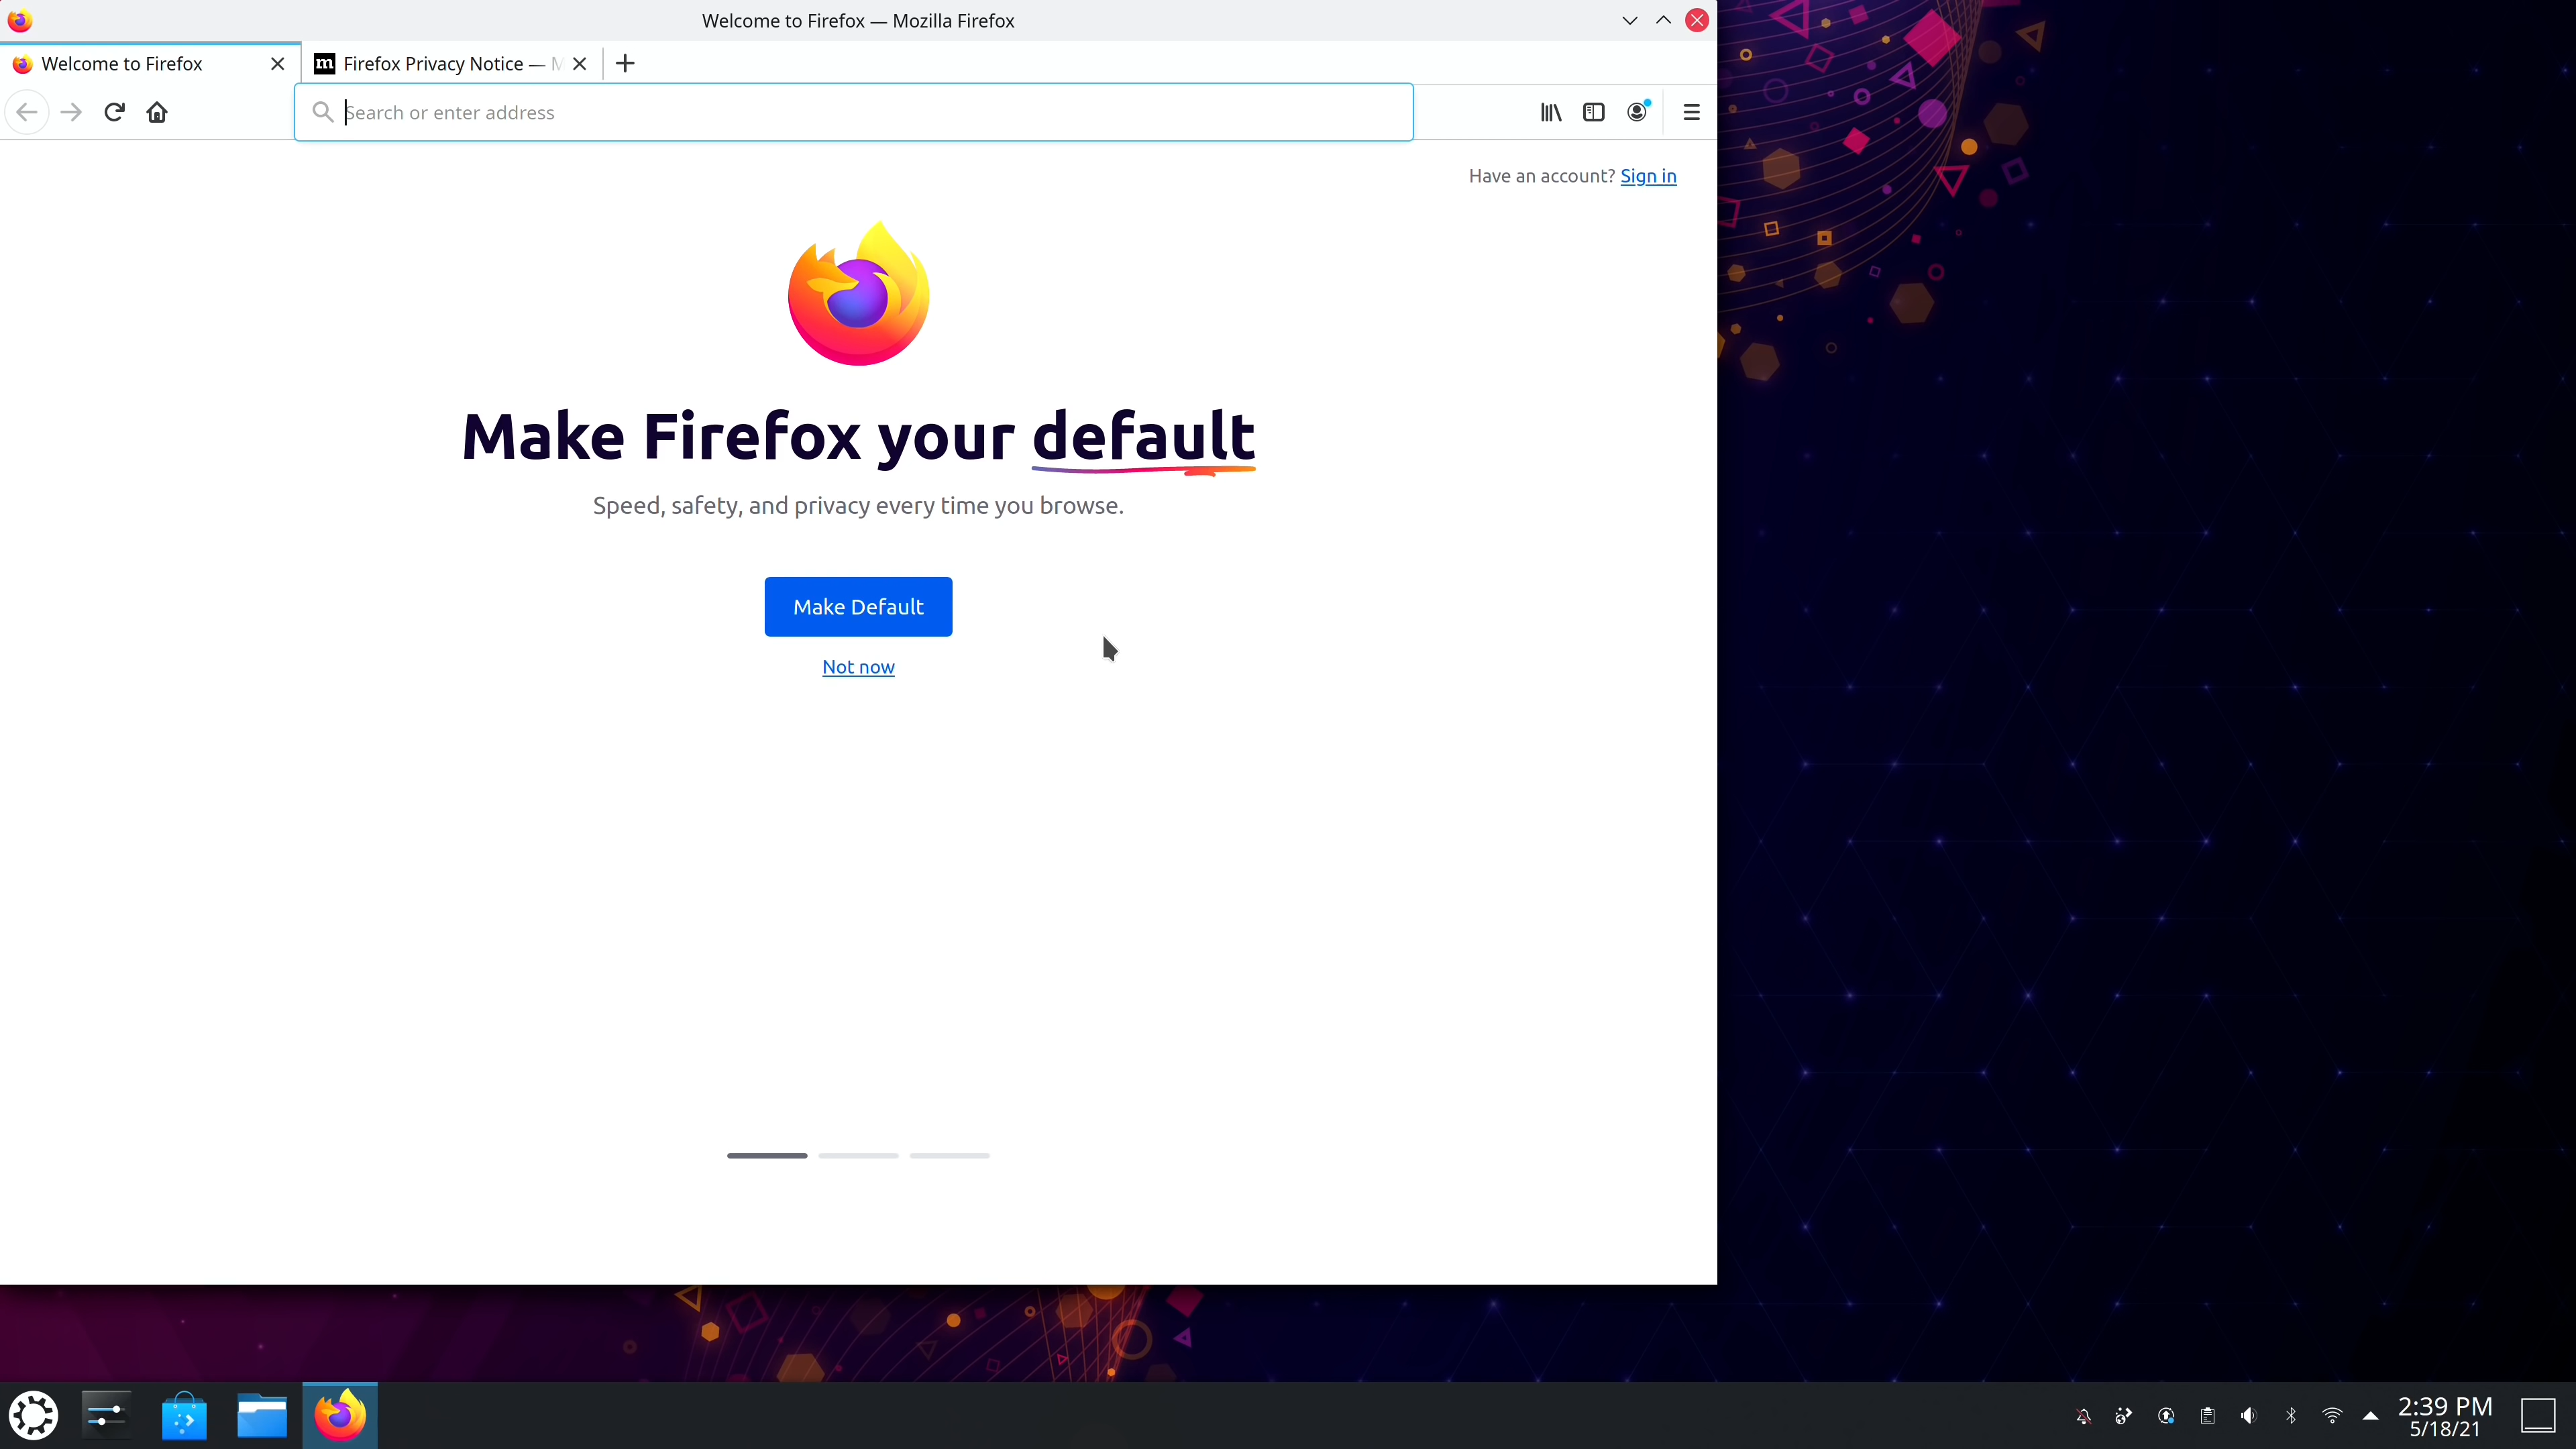 Welcome to Firefox — Mozilla Firefox
Welcome to Firefox
m Firefox Privacy Notice — M
Search or enter address
Have an account? Sign in
Make Firefox your default
Speed, safety, and privacy every time you browse.
Make Default
Not now
2:39 PM
5/18/21